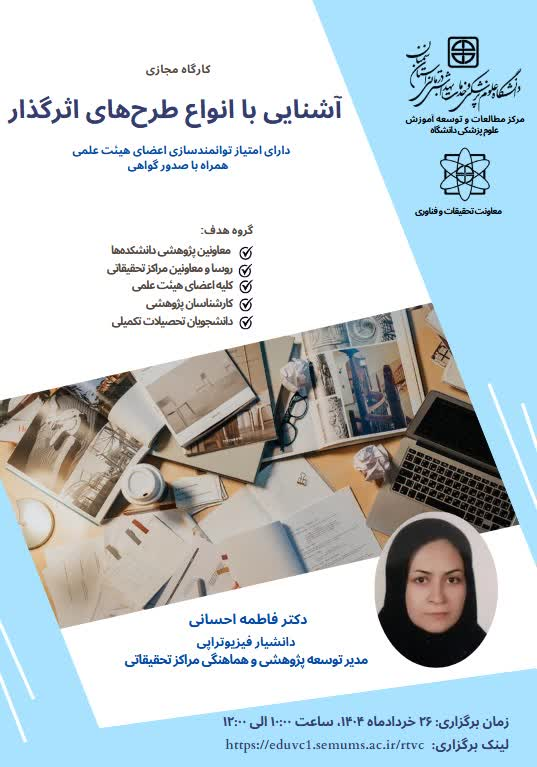 دانشگاه علوم پزشکی و خدمات بهداشتی درمانی استان سمنان
مرکز مطالعات و توسعه آموزش
علوم پزشکی دانشگاه
معاونت تحقیقات و فناوری
کارگاه مجازی
آشنایی با انواع طرح‌های اثرگذار
دارای امتیاز توانمندسازی اعضای هیئت علمی
همراه با صدور گواهی
گروه هدف:
معاونین پژوهشی دانشکده‌ها
روسا و معاونین مراکز تحقیقاتی
کلیه اعضای هیئت علمی
کارشناسان پژوهشی
دانشجویان تحصیلات تکمیلی
دکتر فاطمه احسانی
دانشیار فیزیوتراپی
مدیر توسعه پژوهشی و هماهنگی مراکز تحقیقاتی
زمان برگزاری: ۲۶ خردادماه ۱۴۰۴، ساعت ۱۰:۰۰ الی ۱۲:۰۰
لینک برگزاری: https://eduvc1.semums.ac.ir/rtvc